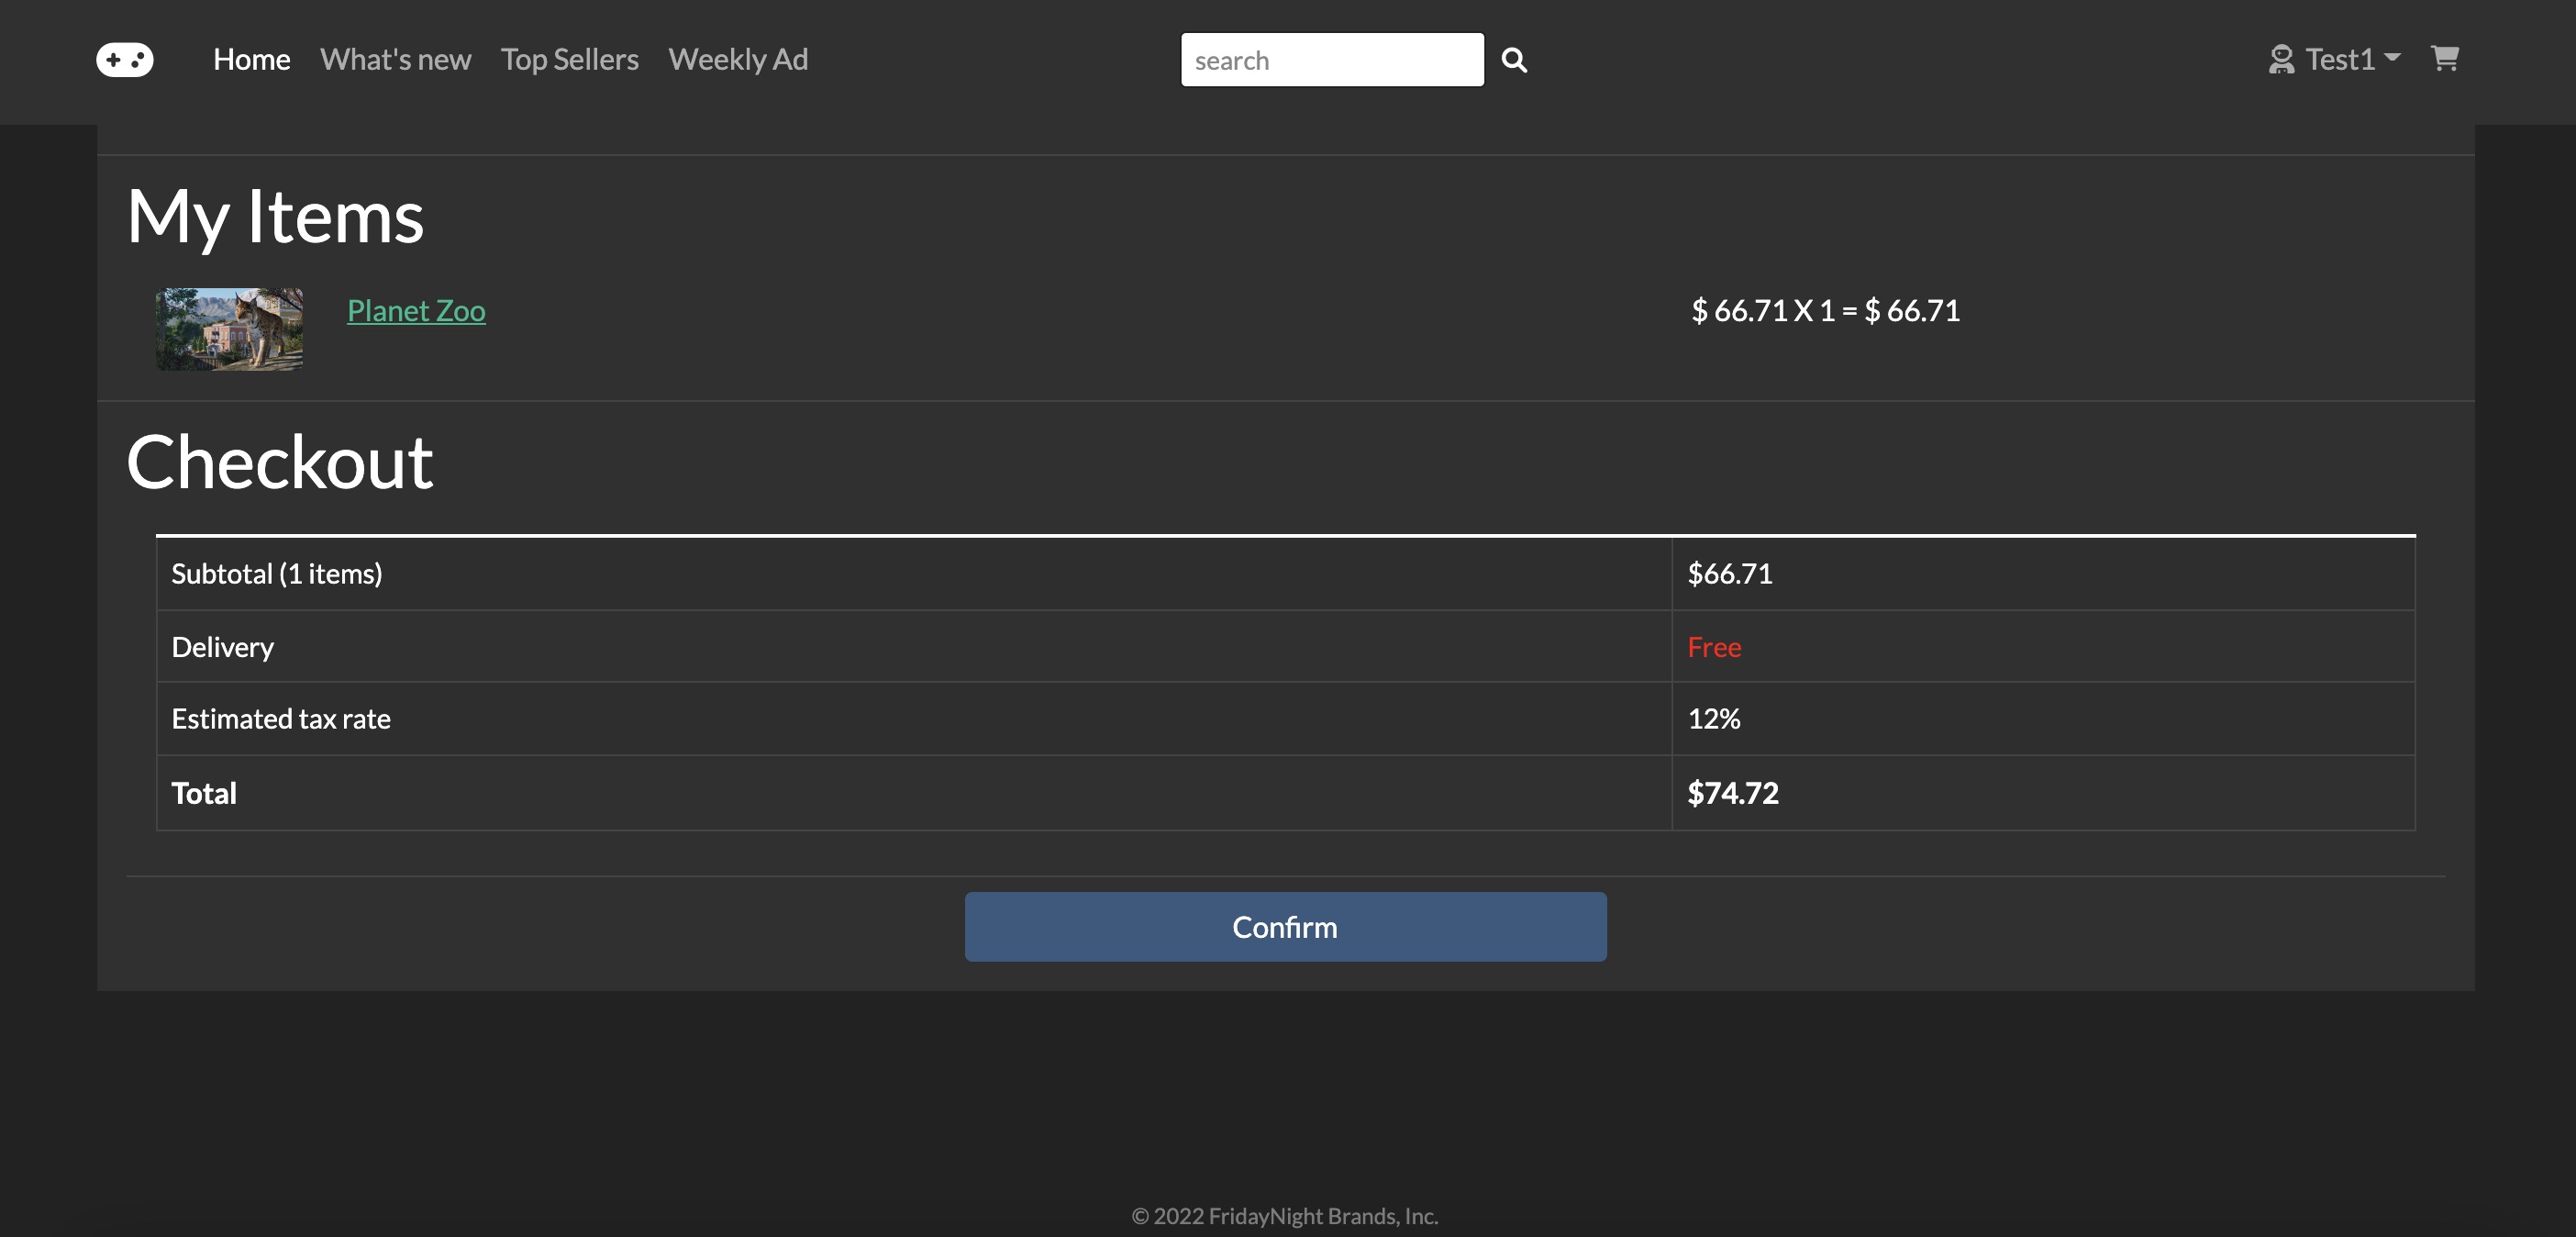 Home What's new Top Sellers Weekly Ad search Test1
My Items
Planet Zoo $ 66.71 X 1 = $ 66.71
Checkout
Subtotal (1 items) $66.71
Delivery Free
Estimated tax rate 12%
Total $74.72
Confirm
© 2022 FridayNight Brands, Inc.